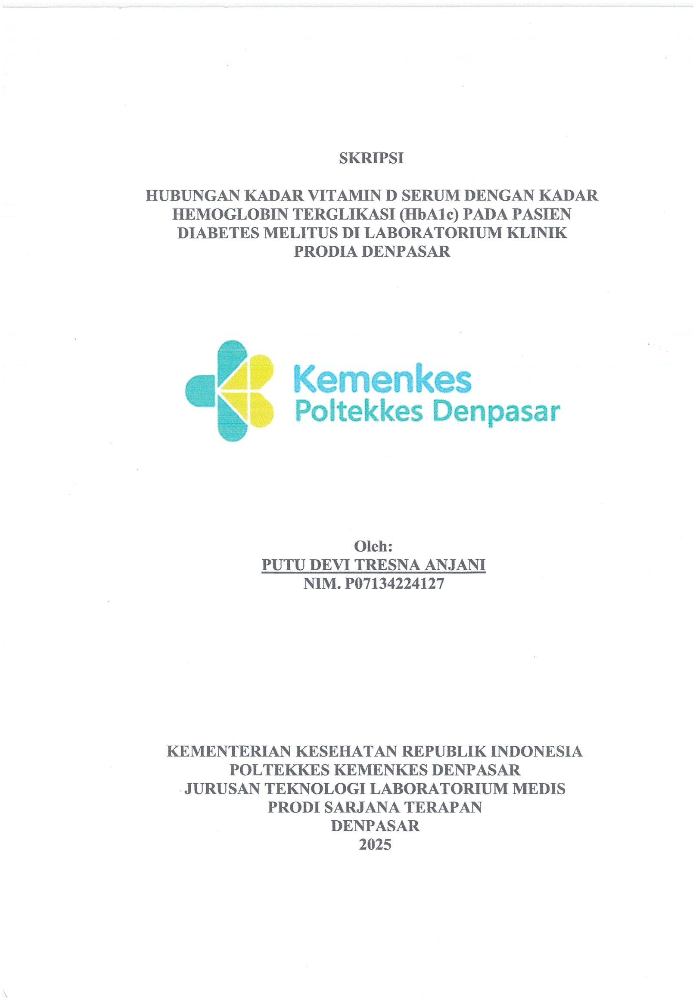 SKRIPSI
HUBUNGAN KADAR VITAMIN D SERUM DENGAN KADAR
HEMOGLOBIN TERGLIKASI (HbA1c) PADA PASIEN
DIABETES MELITUS DI LABORATORIUM KLINIK
PRODIA DENPASAR
Kemenkes
Poltekkes Denpasar
Oleh:
PUTU DEVI TRESNA ANJANI
NIM. P07134224127
KEMENTERIAN KESEHATAN REPUBLIK INDONESIA
POLTEKKES KEMENKES DENPASAR
JURUSAN TEKNOLOGI LABORATORIUM MEDIS
PRODI SARJANA TERAPAN
DENPASAR
2025